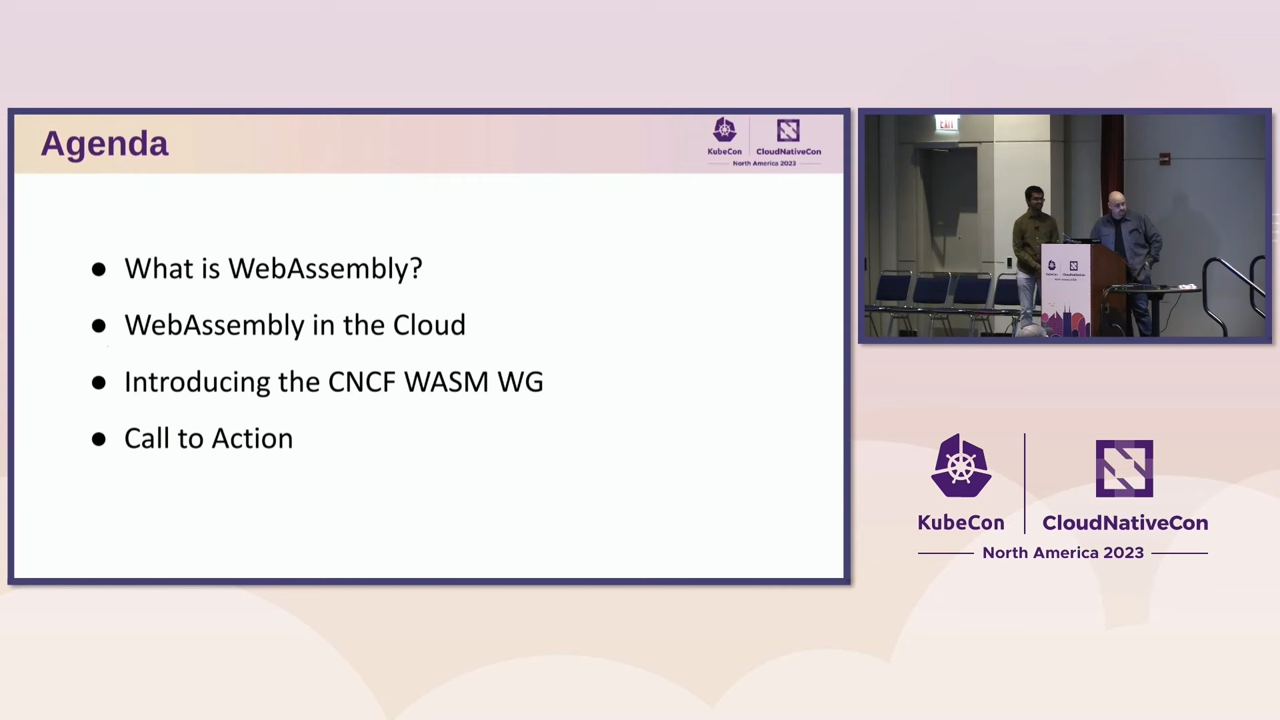 Agenda
KubeCon
CloudNativeCon
North America 2023
● What is WebAssembly?
● WebAssembly in the Cloud
● Introducing the CNCF WASM WG
● Call to Action
EXIT
KubeCon
CloudNativeCon
North America 2023